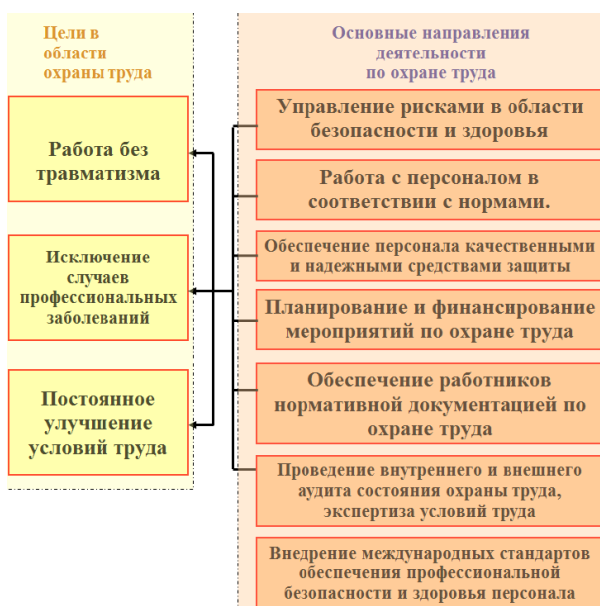 Цели в
области
охраны труда
Работа без
травматизма
Исключение
случаев
профессиональных
заболеваний
Постоянное
улучшение
условий труда
Основные направления
деятельности
по охране труда
Управление рисками в области
безопасности и здоровья
Работа с персоналом в
соответствии с нормами.
Обеспечение персонала качественными
и надежными средствами защиты
Планирование и финансирование
мероприятий по охране труда
Обеспечение работников
нормативной документацией по
охране труда
Проведение внутреннего и внешнего
аудита состояния охраны труда,
экспертиза условий труда
Внедрение международных стандартов
обеспечения профессиональной
безопасности и здоровья персонала